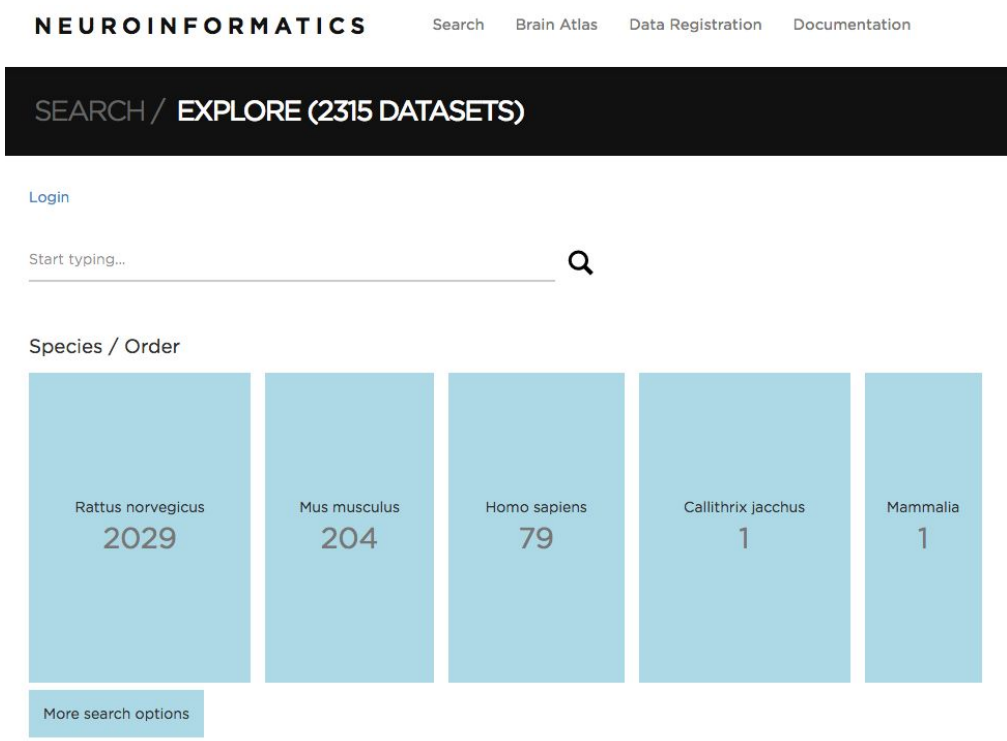 NEUROINFORMATICS Search Brain Atlas Data Registration Documentation
SEARCH / EXPLORE (2315 DATASETS)
Login
Start typing...
Species / Order
Rattus norvegicus Mus musculus Homo sapiens Callithrix jacchus Mammalia
2029 204 79 1 1
More search options